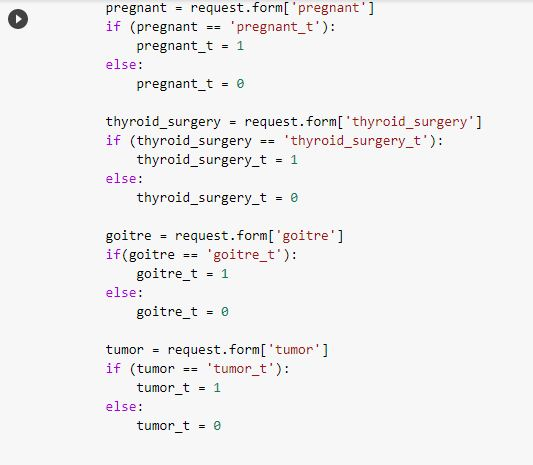 pregnant = request.form['pregnant']
if (pregnant == 'pregnant_t'):
    pregnant_t = 1
else:
    pregnant_t = 0
thyroid_surgery = request.form['thyroid_surgery']
if (thyroid_surgery == 'thyroid_surgery_t'):
    thyroid_surgery_t = 1
else:
    thyroid_surgery_t = 0
goitre = request.form['goitre']
if(goitre == 'goitre_t'):
    goitre_t = 1
else:
    goitre_t = 0
tumor = request.form['tumor']
if (tumor == 'tumor_t'):
    tumor_t = 1
else:
    tumor_t = 0